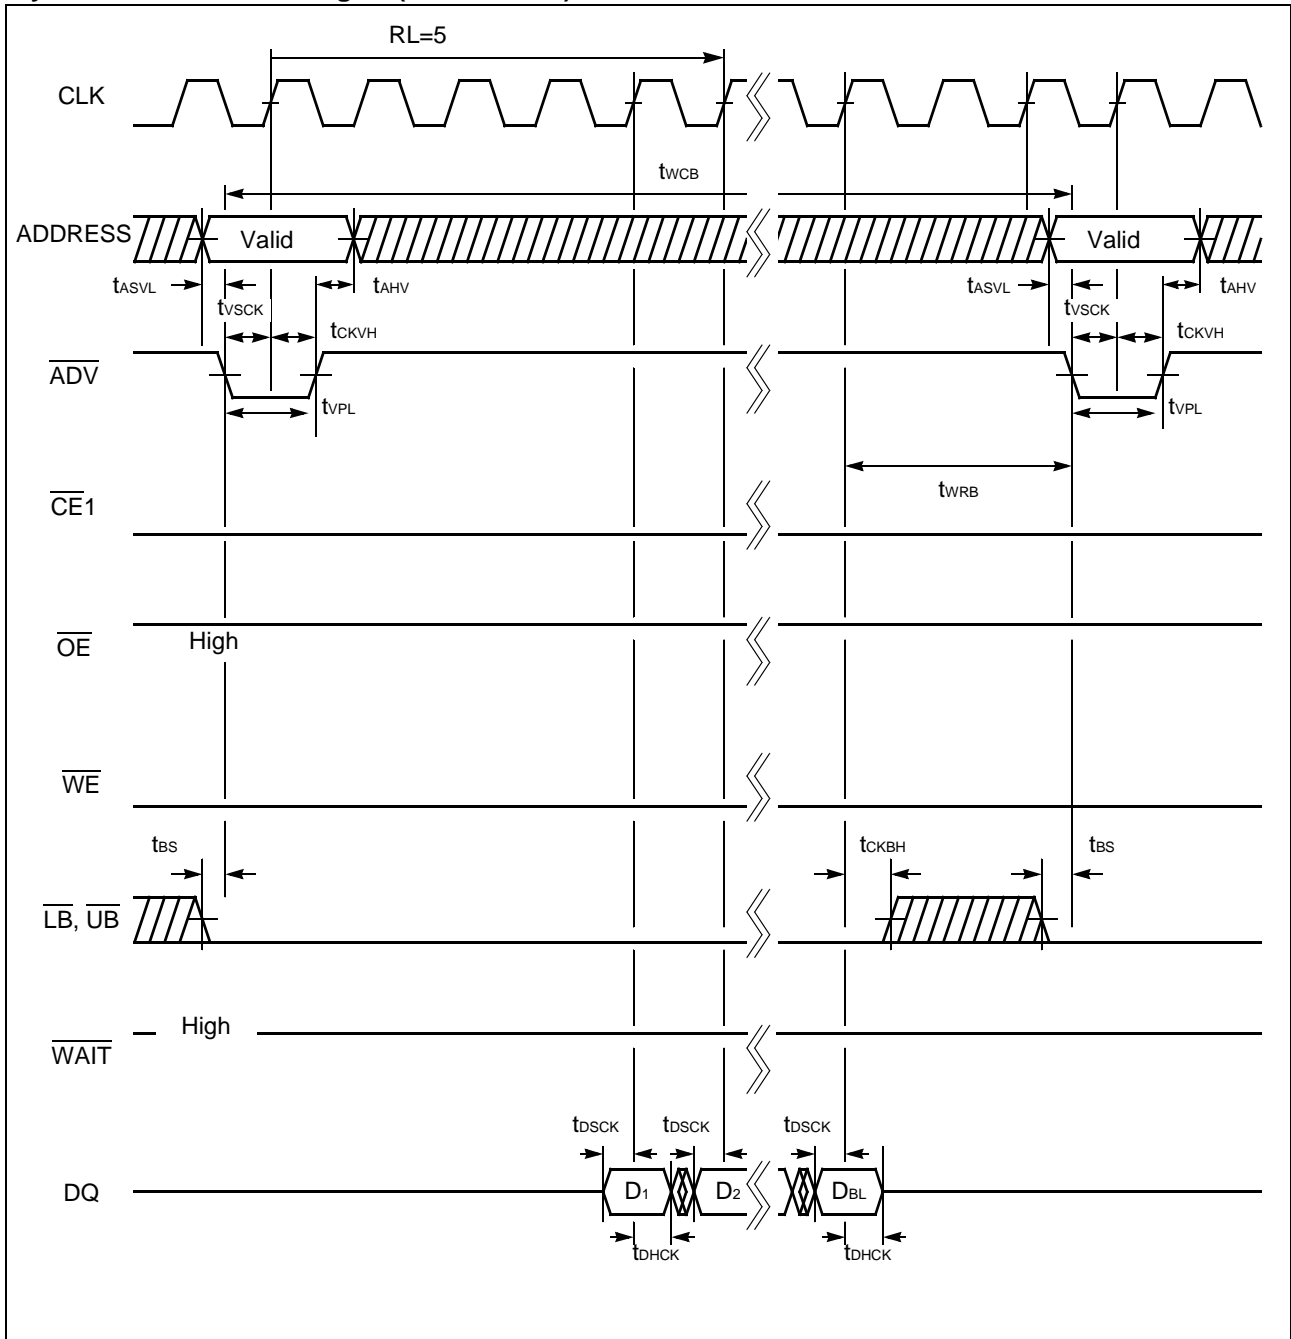 RL=5
CLK
tWCB
ADDRESS Valid Valid
tASVL tAHV tASVL tAHV
tVSCK tVSCK
tCKVH tCKVH
ADV
tVPL tVPL
tWRB
CE1
High
OE
WE
tBS tCKBH tBS
LB, UB
High
WAIT
tDSCK tDSCK tDSCK
DQ D1 D2 DBL
tDHCK tDHCK